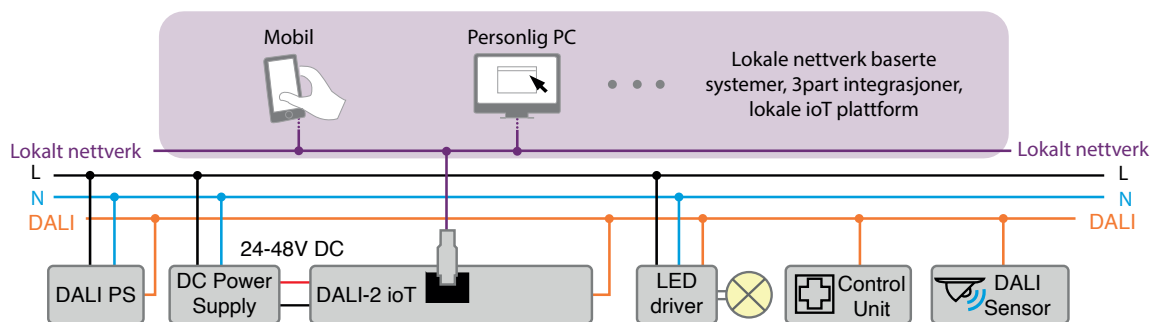 Mobil
Personlig PC
Lokale nettverk baserte
systemer, 3part integrasjoner,
lokale ioT plattform
Lokalt nettverk
Lokalt nettverk
L
L
N
N
DALI
DALI
24-48V DC
DALI PS
DC Power
Supply
DALI-2 ioT
LED
driver
Control
Unit
DALI
Sensor